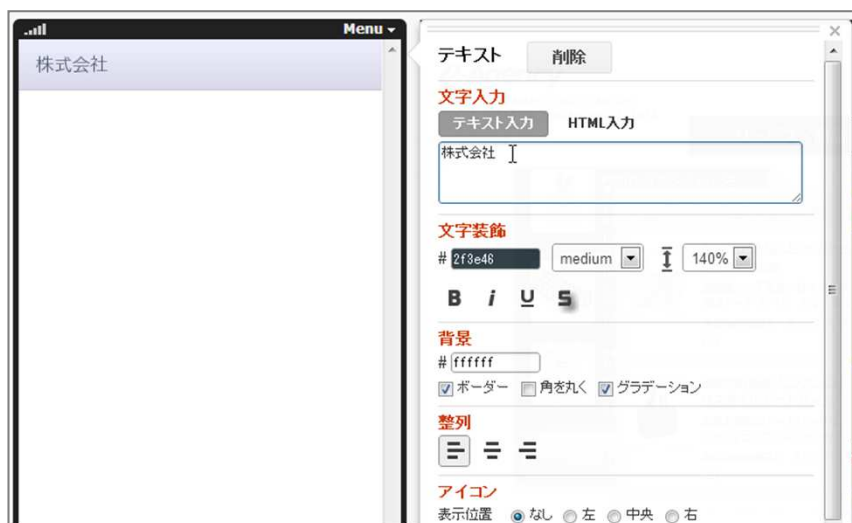 Menu
株式会社
テキスト 削除
文字入力
テキスト入力 HTML入力
株式会社
文字装飾
# 2f3e46 medium 140%
B i U S
背景
# ffffff
ボーダー 角を丸く グラデーション
整列
アイコン
表示位置 なし 左 中央 右